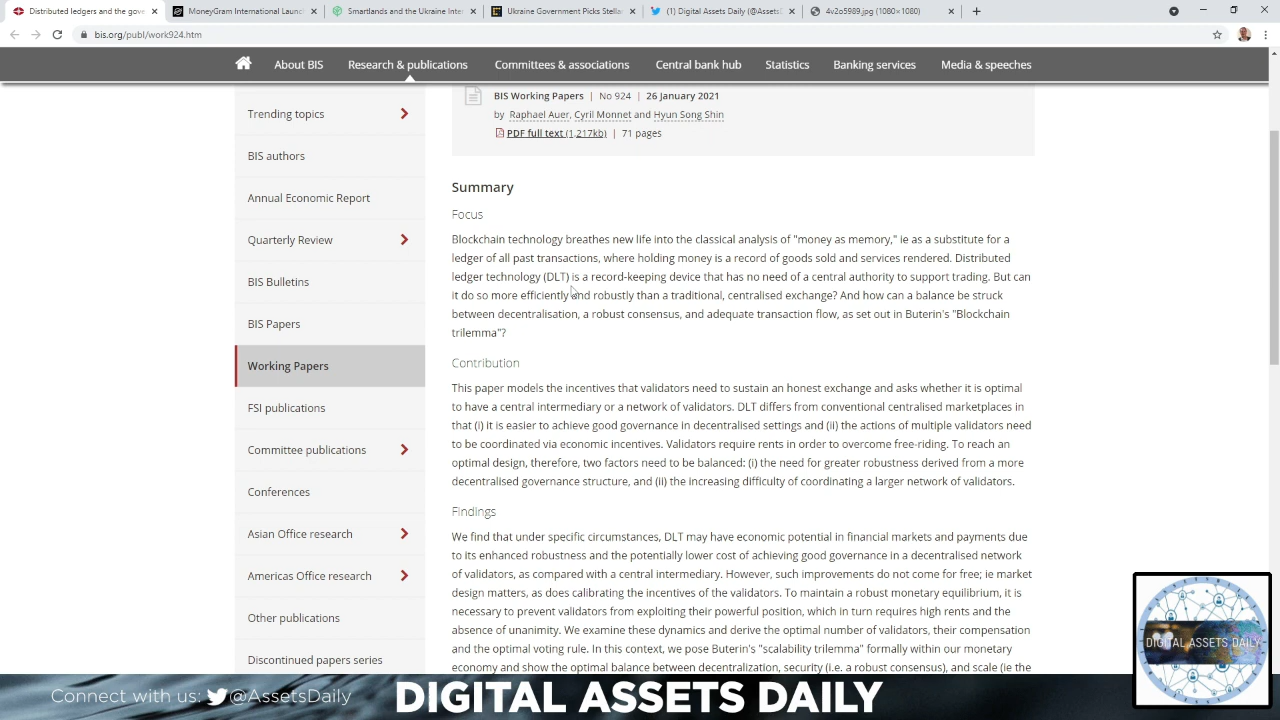 Distributed ledgers and the gove
MoneyGram International Launch
Smartlands and the Ukraine Inter
Ukraine Government Picks Stella
(1) Digital Assets Daily (@Assets
4v2o5989.jpg (1080×1080)
bis.org/publ/work924.htm
About BIS
Research & publications
Committees & associations
Central bank hub
Statistics
Banking services
Media & speeches
Trending topics
BIS authors
Annual Economic Report
Quarterly Review
BIS Bulletins
BIS Papers
Working Papers
FSI publications
Committee publications
Conferences
Asian Office research
Americas Office research
Other publications
Discontinued papers series
BIS Working Papers | No 924 | 26 January 2021
by Raphael Auer, Cyril Monnet and Hyun Song Shin
PDF full text (1,217kb) | 71 pages
Summary
Focus
Blockchain technology breathes new life into the classical analysis of "money as memory," ie as a substitute for a
ledger of all past transactions, where holding money is a record of goods sold and services rendered. Distributed
ledger technology (DLT) is a record-keeping device that has no need of a central authority to support trading. But can
it do so more efficiently and robustly than a traditional, centralised exchange? And how can a balance be struck
between decentralisation, a robust consensus, and adequate transaction flow, as set out in Buterin's "Blockchain
trilemma"?
Contribution
This paper models the incentives that validators need to sustain an honest exchange and asks whether it is optimal
to have a central intermediary or a network of validators. DLT differs from conventional centralised marketplaces in
that (i) it is easier to achieve good governance in decentralised settings and (ii) the actions of multiple validators need
to be coordinated via economic incentives. Validators require rents in order to overcome free-riding. To reach an
optimal design, therefore, two factors need to be balanced: (i) the need for greater robustness derived from a more
decentralised governance structure, and (ii) the increasing difficulty of coordinating a larger network of validators.
Findings
We find that under specific circumstances, DLT may have economic potential in financial markets and payments due
to its enhanced robustness and the potentially lower cost of achieving good governance in a decentralised network
of validators, as compared with a central intermediary. However, such improvements do not come for free; ie market
design matters, as does calibrating the incentives of the validators. To maintain a robust monetary equilibrium, it is
necessary to prevent validators from exploiting their powerful position, which in turn requires high rents and the
absence of unanimity. We examine these dynamics and derive the optimal number of validators, their compensation
and the optimal voting rule. In this context, we pose Buterin's "scalability trilemma" formally within our monetary
economy and show the optimal balance between decentralization, security (i.e. a robust consensus), and scale (ie the
DIGITAL ASSETS DAILY
Connect with us: @AssetsDaily
DIGITAL ASSETS DAILY